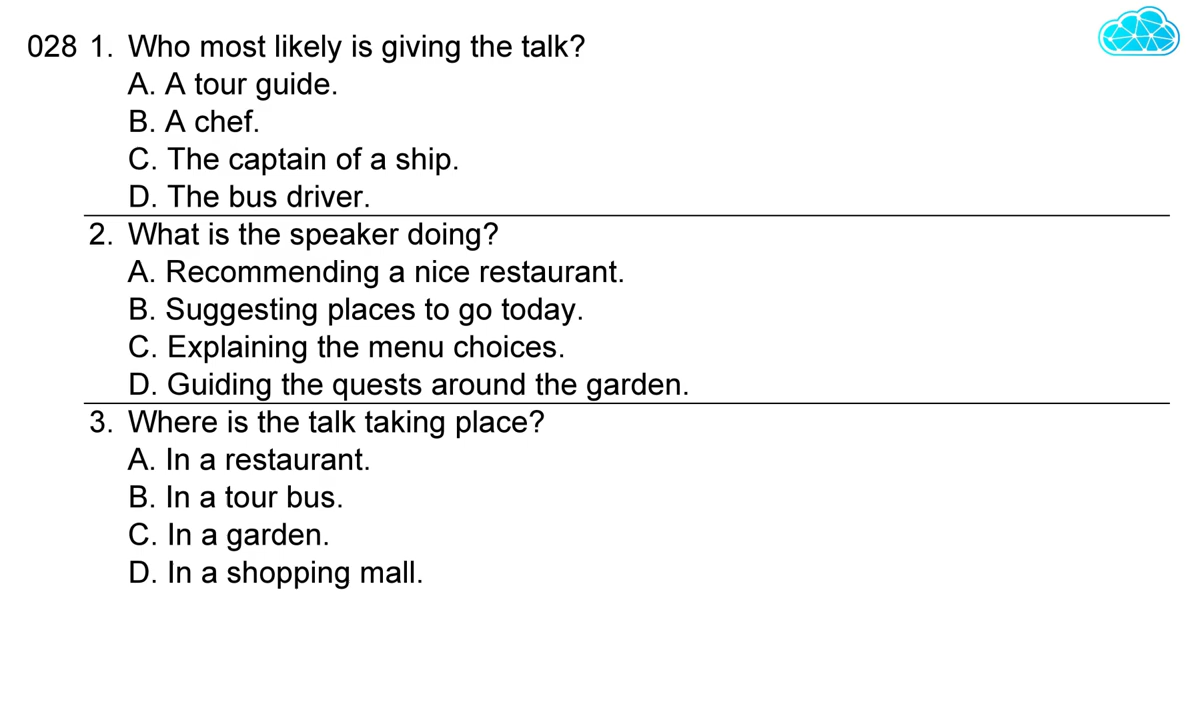 028 1. Who most likely is giving the talk?
A. A tour guide.
B. A chef.
C. The captain of a ship.
D. The bus driver.
2. What is the speaker doing?
A. Recommending a nice restaurant.
B. Suggesting places to go today.
C. Explaining the menu choices.
D. Guiding the quests around the garden.
3. Where is the talk taking place?
A. In a restaurant.
B. In a tour bus.
C. In a garden.
D. In a shopping mall.